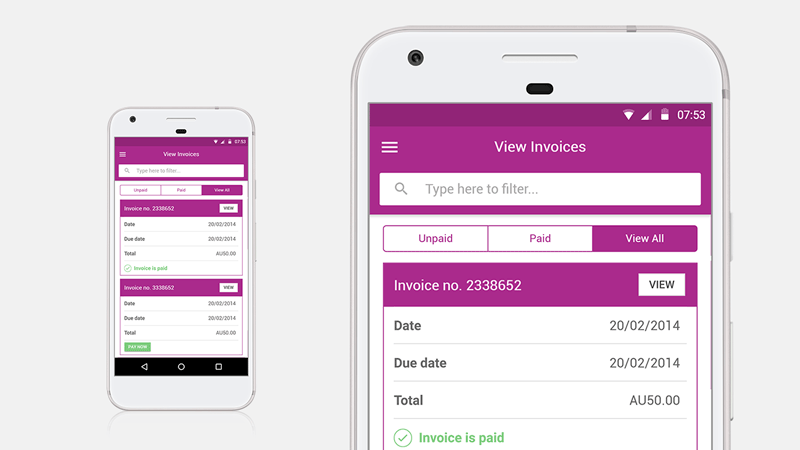 07:53
View Invoices
Type here to filter...
Unpaid Paid View All
Invoice no. 2338652 VIEW
Date 20/02/2014
Due date 20/02/2014
Total AU50.00
Invoice is paid
Invoice no. 3338652 VIEW
Date 20/02/2014
Due date 20/02/2014
Total AU50.00
PAY NOW
07:53
View Invoices
Type here to filter...
Unpaid Paid View All
Invoice no. 2338652 VIEW
Date 20/02/2014
Due date 20/02/2014
Total AU50.00
Invoice is paid